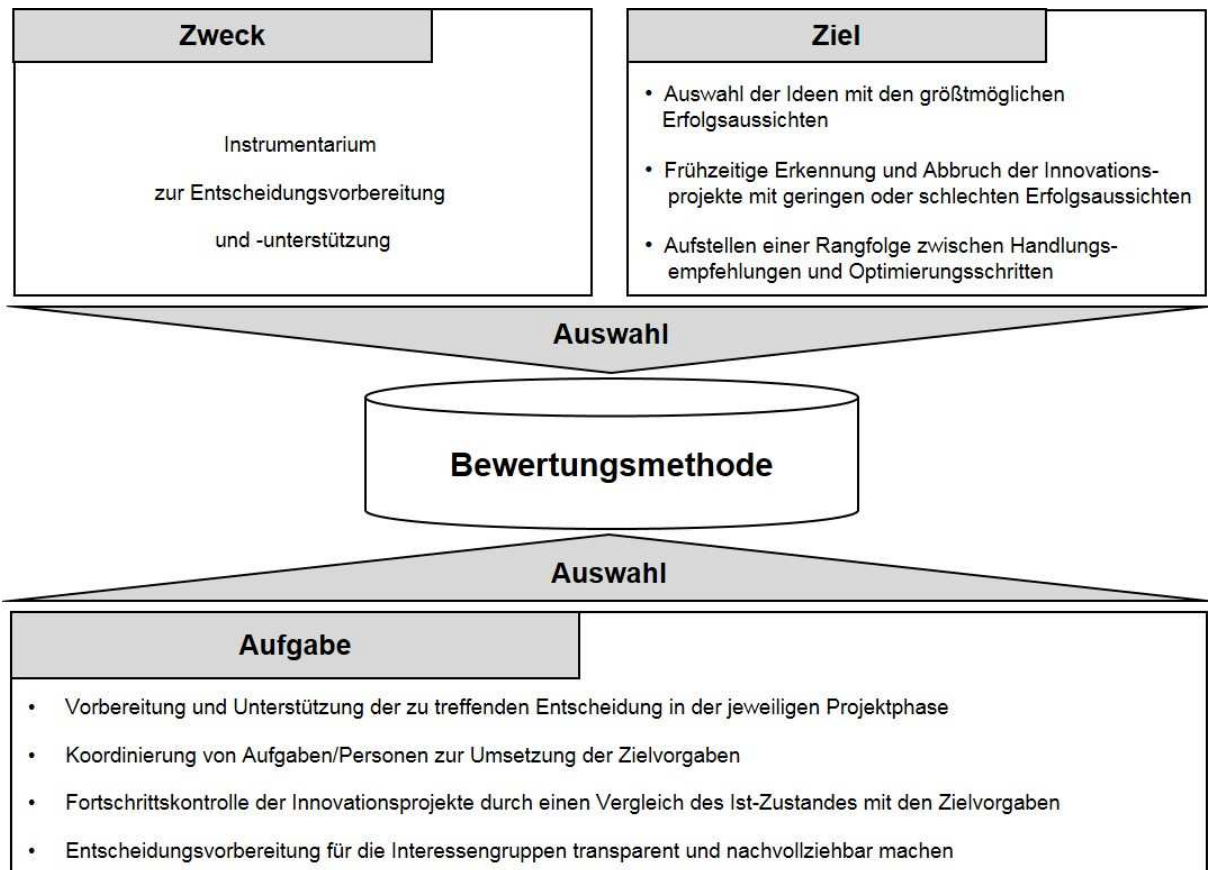 Zweck
Instrumentarium
zur Entscheidungsvorbereitung
und -unterstützung
Ziel
• Auswahl der Ideen mit den größtmöglichen
Erfolgsaussichten
• Frühzeitige Erkennung und Abbruch der Innovations-
projekte mit geringen oder schlechten Erfolgsaussichten
• Aufstellen einer Rangfolge zwischen Handlungs-
empfehlungen und Optimierungsschritten
Auswahl
Bewertungsmethode
Auswahl
Aufgabe
• Vorbereitung und Unterstützung der zu treffenden Entscheidung in der jeweiligen Projektphase
• Koordinierung von Aufgaben/Personen zur Umsetzung der Zielvorgaben
• Fortschrittskontrolle der Innovationsprojekte durch einen Vergleich des Ist-Zustandes mit den Zielvorgaben
• Entscheidungsvorbereitung für die Interessengruppen transparent und nachvollziehbar machen